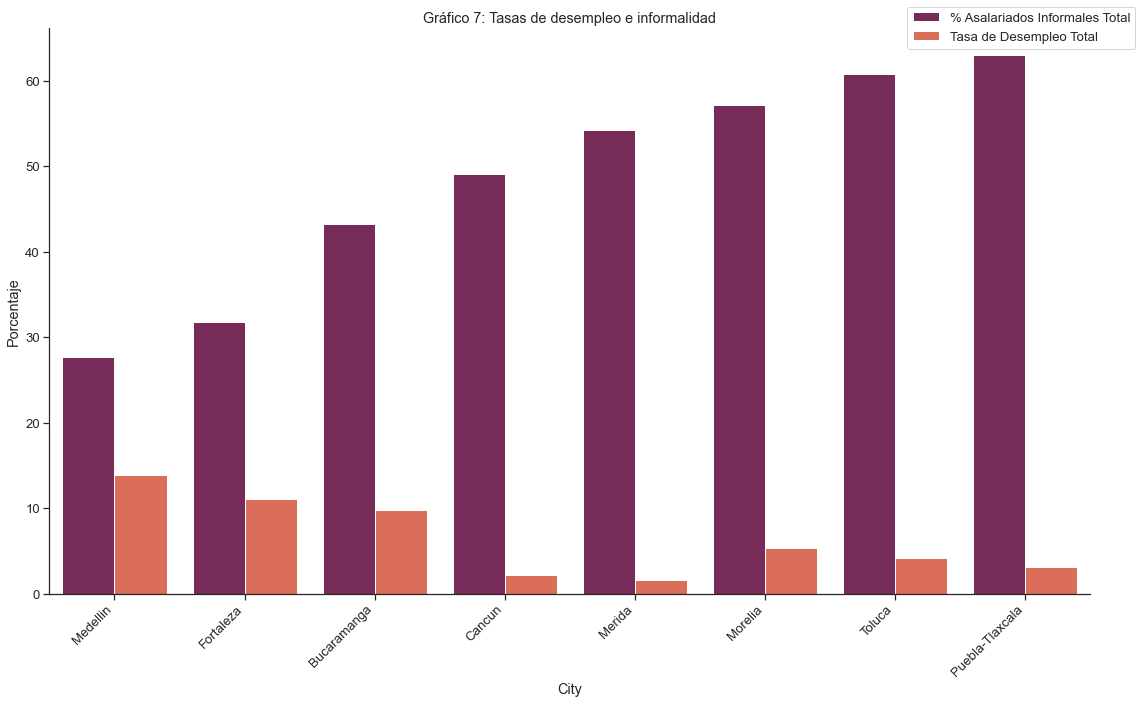 Gráfico 7: Tasas de desempleo e informalidad
% Asalariados Informales Total
Tasa de Desempleo Total
Porcentaje
60
50
40
30
20
10
0
Medellin
Fortaleza
Bucaramanga
Cancun
Merida
Morelia
Toluca
Puebla-Tlaxcala
City